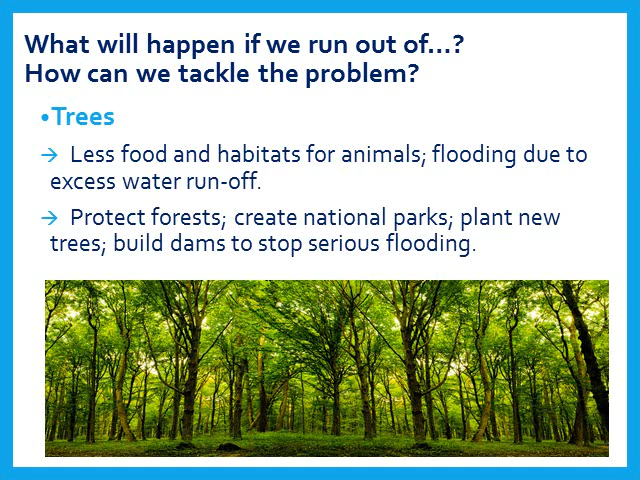 What will happen if we run out of...?
How can we tackle the problem?
•Trees
→ Less food and habitats for animals; flooding due to
excess water run-off.
→ Protect forests; create national parks; plant new
trees; build dams to stop serious flooding.